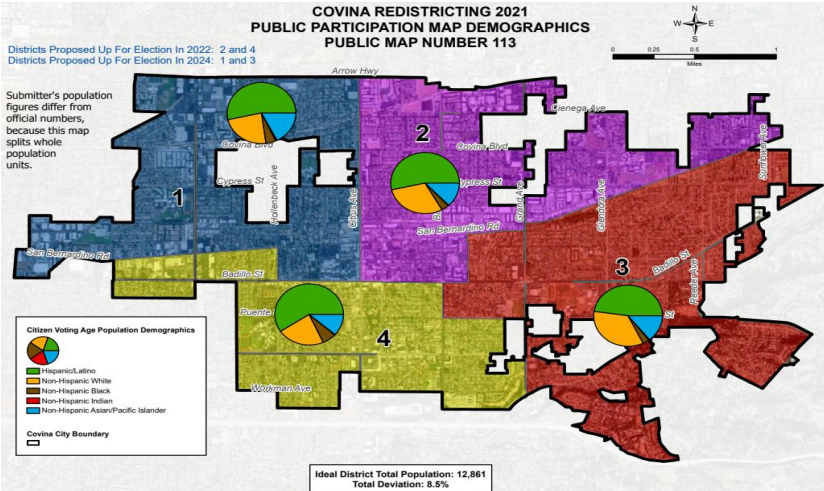 COVINA REDISTRICTING 2021
PUBLIC PARTICIPATION MAP DEMOGRAPHICS
PUBLIC MAP NUMBER 113
Districts Proposed Up For Election In 2022: 2 and 4
Districts Proposed Up For Election In 2024: 1 and 3
N
W E
S
0 0.25 0.5 1
Miles
Submitter's population
figures differ from
official numbers,
because this map
splits whole
population
units.
Arrow Hwy
Cienega Ave
2
Covina Blvd
Covina Blvd
Sunflower Ave
Cypress St
ypress St
1
Hollenbeck Ave
Citrus Ave
Grand Ave
Glendora Ave
B
San Bernardino Rd
San Bernardino Rd
3
Badillo St
Badillo St
Reeder Ave
Puente
St
4
Workman Ave
Citizen Voting Age Population Demographics
Hispanic/Latino
Non-Hispanic White
Non-Hispanic Black
Non-Hispanic Indian
Non-Hispanic Asian/Pacific Islander
Covina City Boundary
Ideal District Total Population: 12,861
Total Deviation: 8.5%